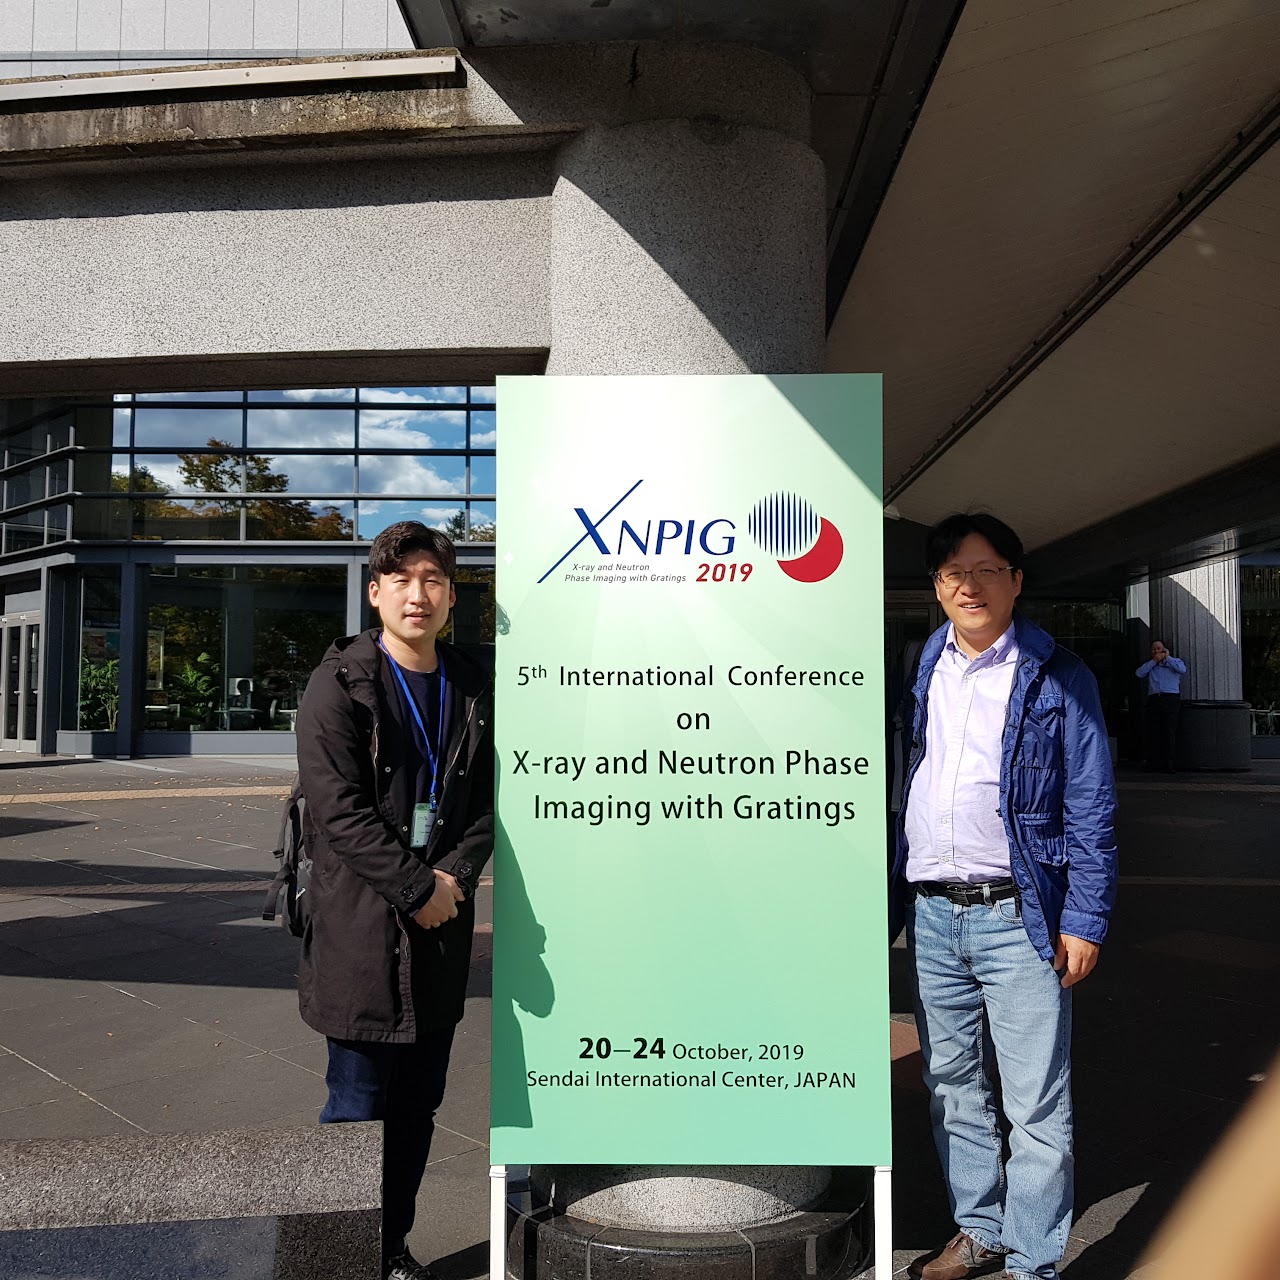 XNPIG
X-ray and Neutron
Phase Imaging with Gratings 2019
5th International Conference
on
X-ray and Neutron Phase
Imaging with Gratings
20–24 October, 2019
Sendai International Center, JAPAN